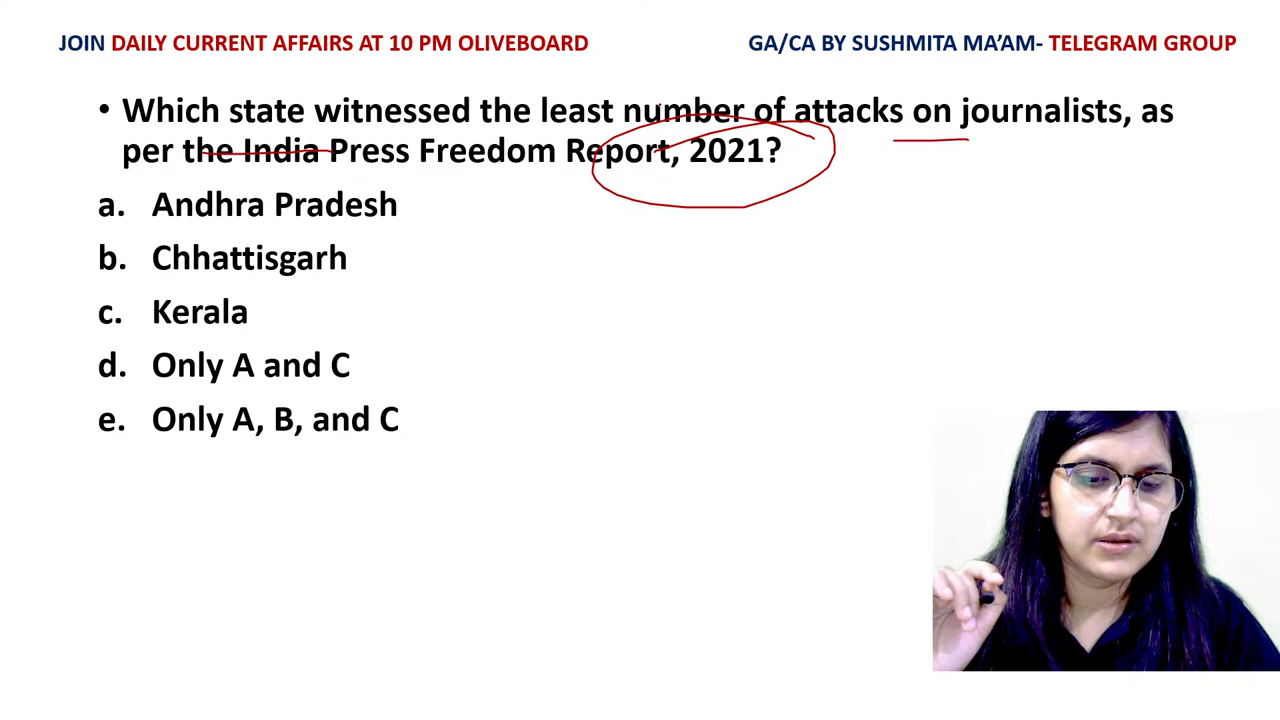 JOIN DAILY CURRENT AFFAIRS AT 10 PM OLIVEBOARD
GA/CA BY SUSHMITA MA’AM- TELEGRAM GROUP
• Which state witnessed the least number of attacks on journalists, as
per the India Press Freedom Report, 2021?
a. Andhra Pradesh
b. Chhattisgarh
c. Kerala
d. Only A and C
e. Only A, B, and C